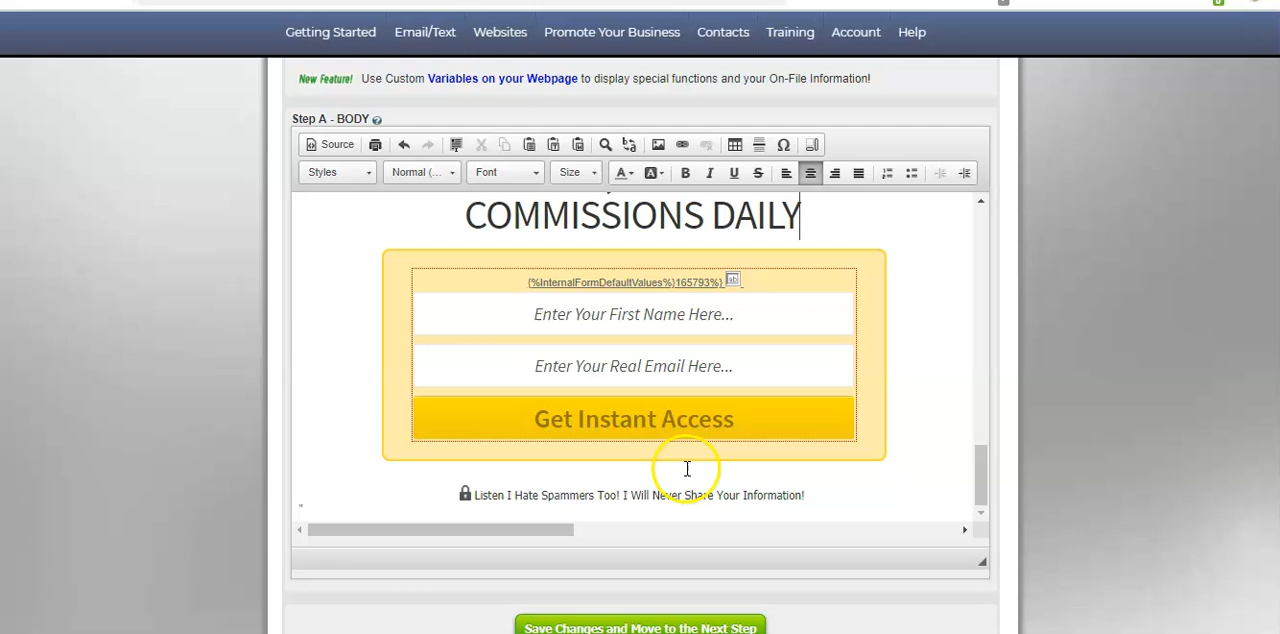 Getting Started Email/Text Websites Promote Your Business Contacts Training Account Help
New Feature! Use Custom Variables on your Webpage to display special functions and your On-File Information!
Step A - BODY
Source
Styles Normal (... Font Size
COMMISSIONS DAILY
{%InternalFormDefaultValues%}165793%}
Enter Your First Name Here...
Enter Your Real Email Here...
Get Instant Access
Listen I Hate Spammers Too! I Will Never Share Your Information!
"
Save Changes and Move to the Next Step